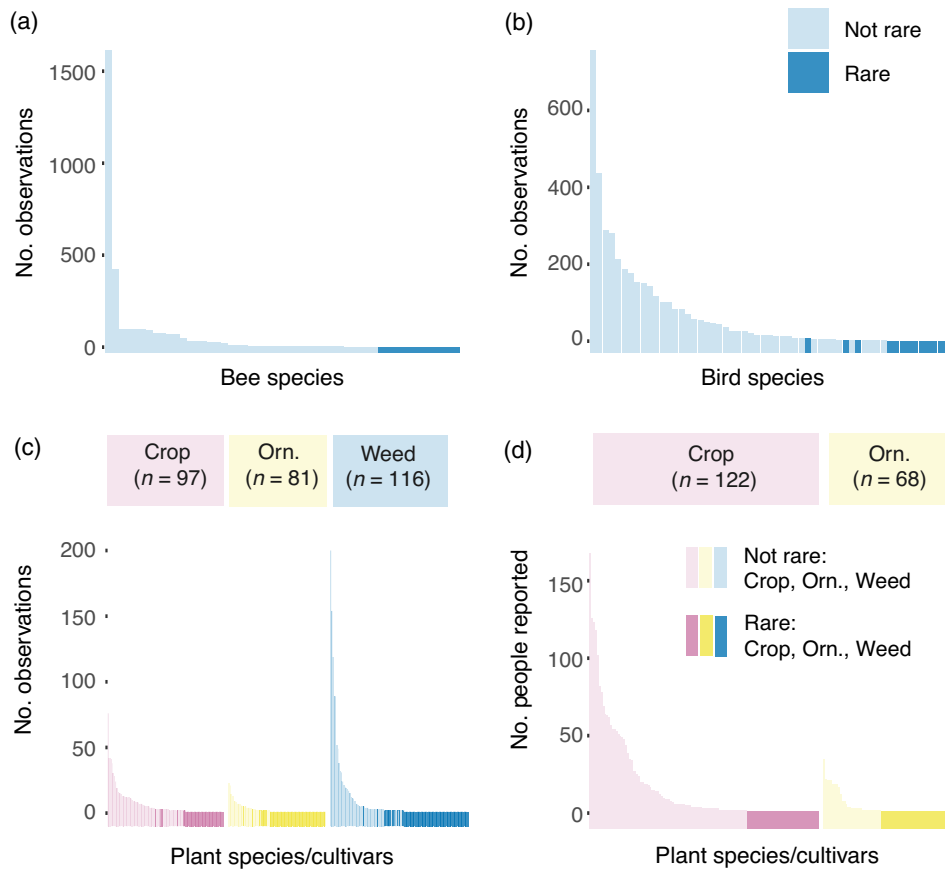 (a)
No. observations
1500
1000
500
0
Bee species
(b)
Not rare
Rare
No. observations
600
400
200
0
Bird species
(c)
Crop
(n = 97)
Orn.
(n = 81)
Weed
(n = 116)
No. observations
200
150
100
50
0
Plant species/cultivars
(d)
Crop
(n = 122)
Orn.
(n = 68)
No. people reported
150
100
50
0
Not rare:
Crop, Orn., Weed
Rare:
Crop, Orn., Weed
Plant species/cultivars